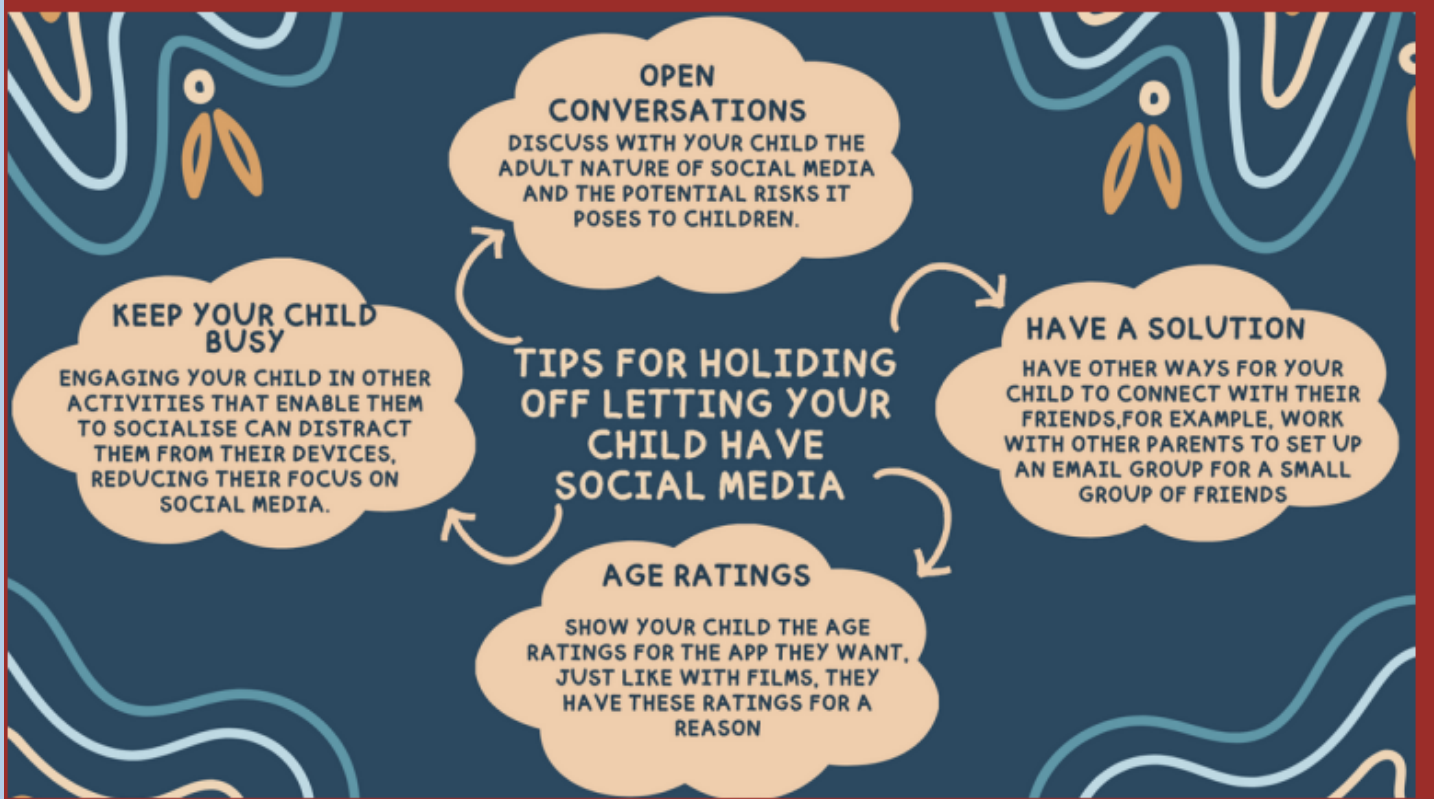 OPEN
CONVERSATIONS
DISCUSS WITH YOUR CHILD THE
ADULT NATURE OF SOCIAL MEDIA
AND THE POTENTIAL RISKS IT
POSES TO CHILDREN.
KEEP YOUR CHILD
BUSY
ENGAGING YOUR CHILD IN OTHER
ACTIVITIES THAT ENABLE THEM
TO SOCIALISE CAN DISTRACT
THEM FROM THEIR DEVICES,
REDUCING THEIR FOCUS ON
SOCIAL MEDIA.
TIPS FOR HOLIDING
OFF LETTING YOUR
CHILD HAVE
SOCIAL MEDIA
HAVE A SOLUTION
HAVE OTHER WAYS FOR YOUR
CHILD TO CONNECT WITH THEIR
FRIENDS,FOR EXAMPLE, WORK
WITH OTHER PARENTS TO SET UP
AN EMAIL GROUP FOR A SMALL
GROUP OF FRIENDS
AGE RATINGS
SHOW YOUR CHILD THE AGE
RATINGS FOR THE APP THEY WANT,
JUST LIKE WITH FILMS, THEY
HAVE THESE RATINGS FOR A
REASON